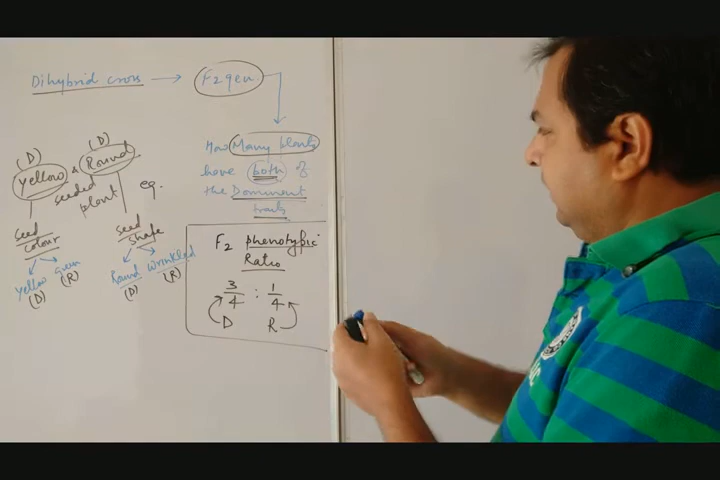 Dihybrid cross → F2 gen
How Many plants
have both of
the Dominant
traits
(D) (D)
Yellow & Round
seeded
plant
eg.
seed
colour
seed
shape
Yellow green
(D) (R)
Round wrinkled
(D) (R)
F2 phenotypic
Ratio
3/4 : 1/4
D R